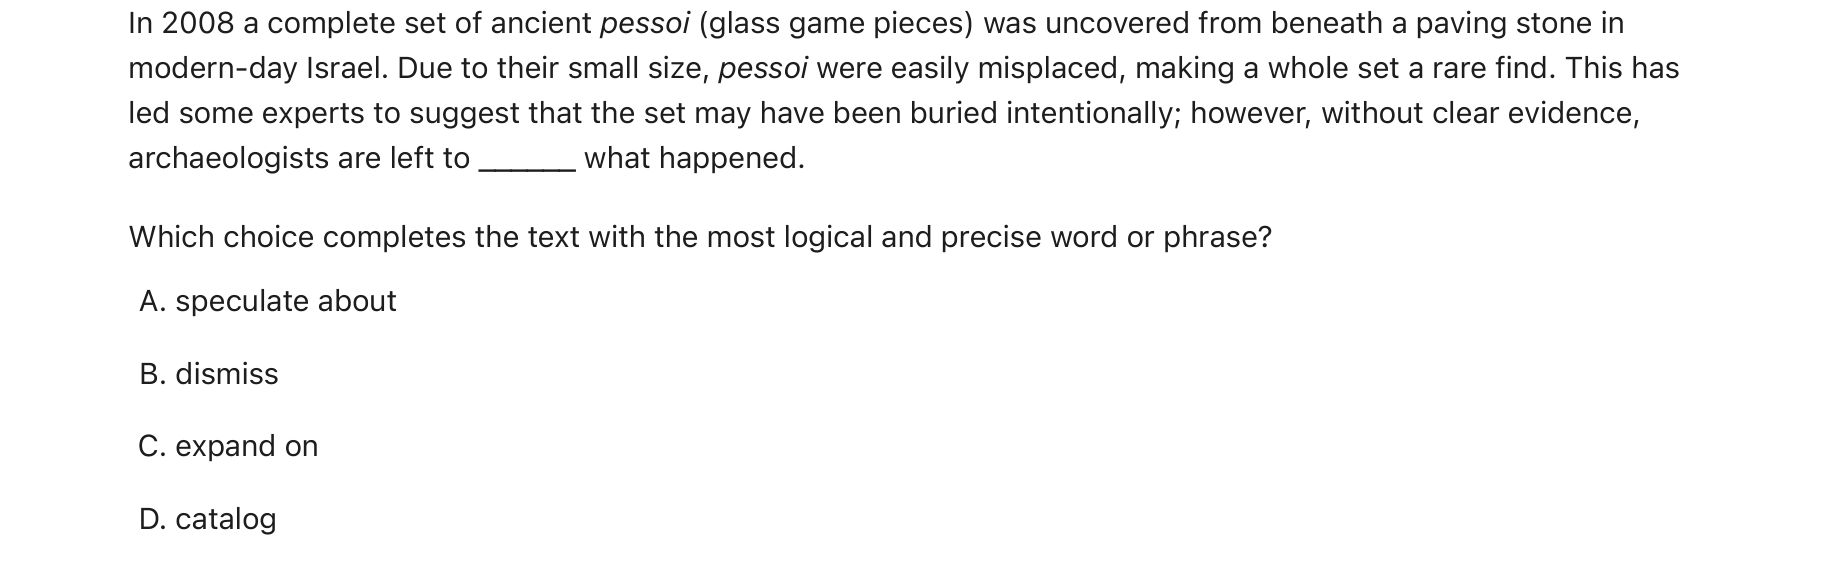 In 2008 a complete set of ancient pessoi (glass game pieces) was uncovered from beneath a paving stone in
modern-day Israel. Due to their small size, pessoi were easily misplaced, making a whole set a rare find. This has
led some experts to suggest that the set may have been buried intentionally; however, without clear evidence,
archaeologists are left to ______ what happened.
Which choice completes the text with the most logical and precise word or phrase?
A. speculate about
B. dismiss
C. expand on
D. catalog